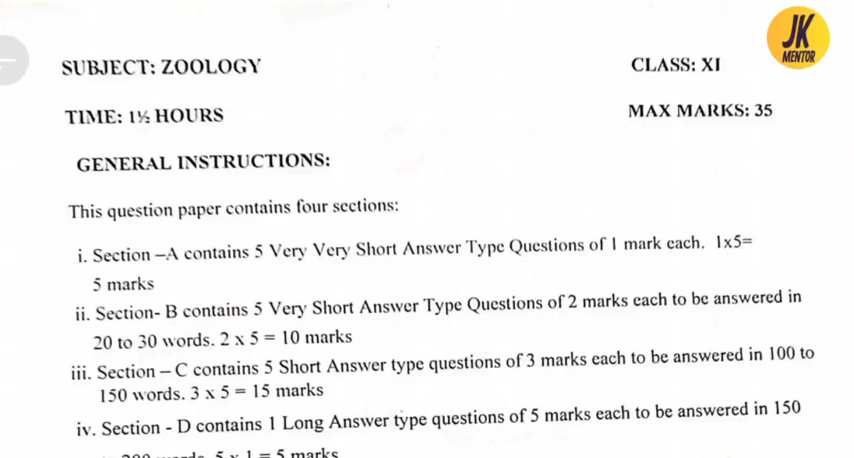 JK
MENTOR
SUBJECT: ZOOLOGY
CLASS: XI
TIME: 1½ HOURS
MAX MARKS: 35
GENERAL INSTRUCTIONS:
This question paper contains four sections:
i. Section –A contains 5 Very Very Short Answer Type Questions of 1 mark each. 1x5=
5 marks
ii. Section- B contains 5 Very Short Answer Type Questions of 2 marks each to be answered in
20 to 30 words. 2 x 5 = 10 marks
iii. Section – C contains 5 Short Answer type questions of 3 marks each to be answered in 100 to
150 words. 3 x 5 = 15 marks
iv. Section - D contains 1 Long Answer type questions of 5 marks each to be answered in 150
200 words. 5 x 1 = 5 marks